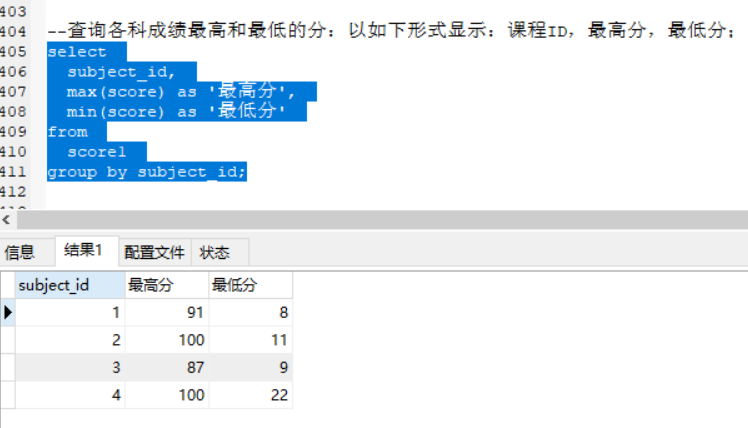 403
404 --查询各科成绩最高和最低的分: 以如下形式显示: 课程ID, 最高分, 最低分;
405 select
406 subject_id,
407 max(score) as '最高分',
408 min(score) as '最低分'
409 from
410 score1
411 group by subject_id;
412
信息 结果1 配置文件 状态
subject_id 最高分 最低分
1 91 8
2 100 11
3 87 9
4 100 22